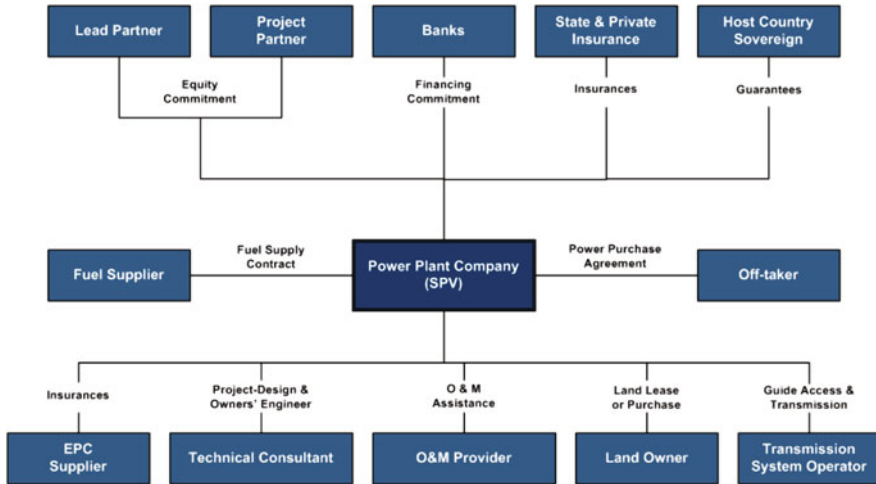 Lead Partner
Project
Partner
Banks
State & Private
Insurance
Host Country
Sovereign
Equity
Commitment
Financing
Commitment
Insurances
Guarantees
Fuel Supplier
Fuel Supply
Contract
Power Plant Company
(SPV)
Power Purchase
Agreement
Off-taker
Insurances
Project-Design &
Owners' Engineer
O & M
Assistance
Land Lease
or Purchase
Guide Access &
Transmission
EPC
Supplier
Technical Consultant
O&M Provider
Land Owner
Transmission
System Operator